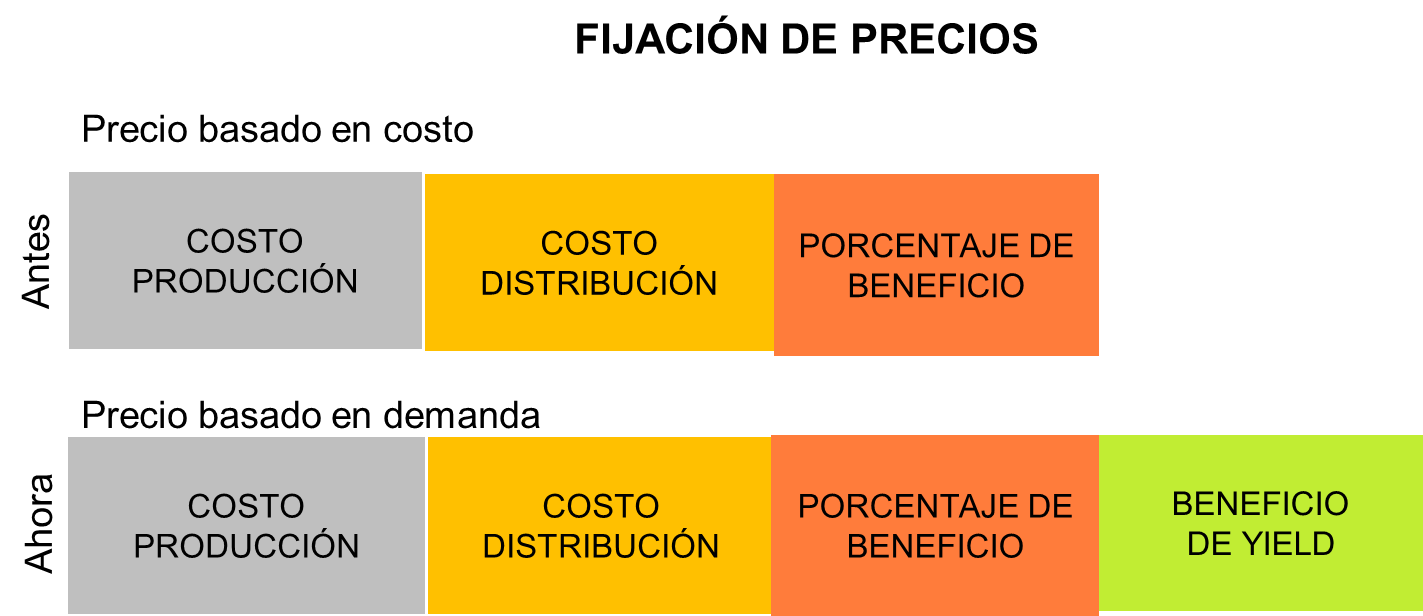 FIJACIÓN DE PRECIOS
Precio basado en costo
Antes
COSTO
PRODUCCIÓN
COSTO
DISTRIBUCIÓN
PORCENTAJE DE
BENEFICIO
Precio basado en demanda
Ahora
COSTO
PRODUCCIÓN
COSTO
DISTRIBUCIÓN
PORCENTAJE DE
BENEFICIO
BENEFICIO
DE YIELD